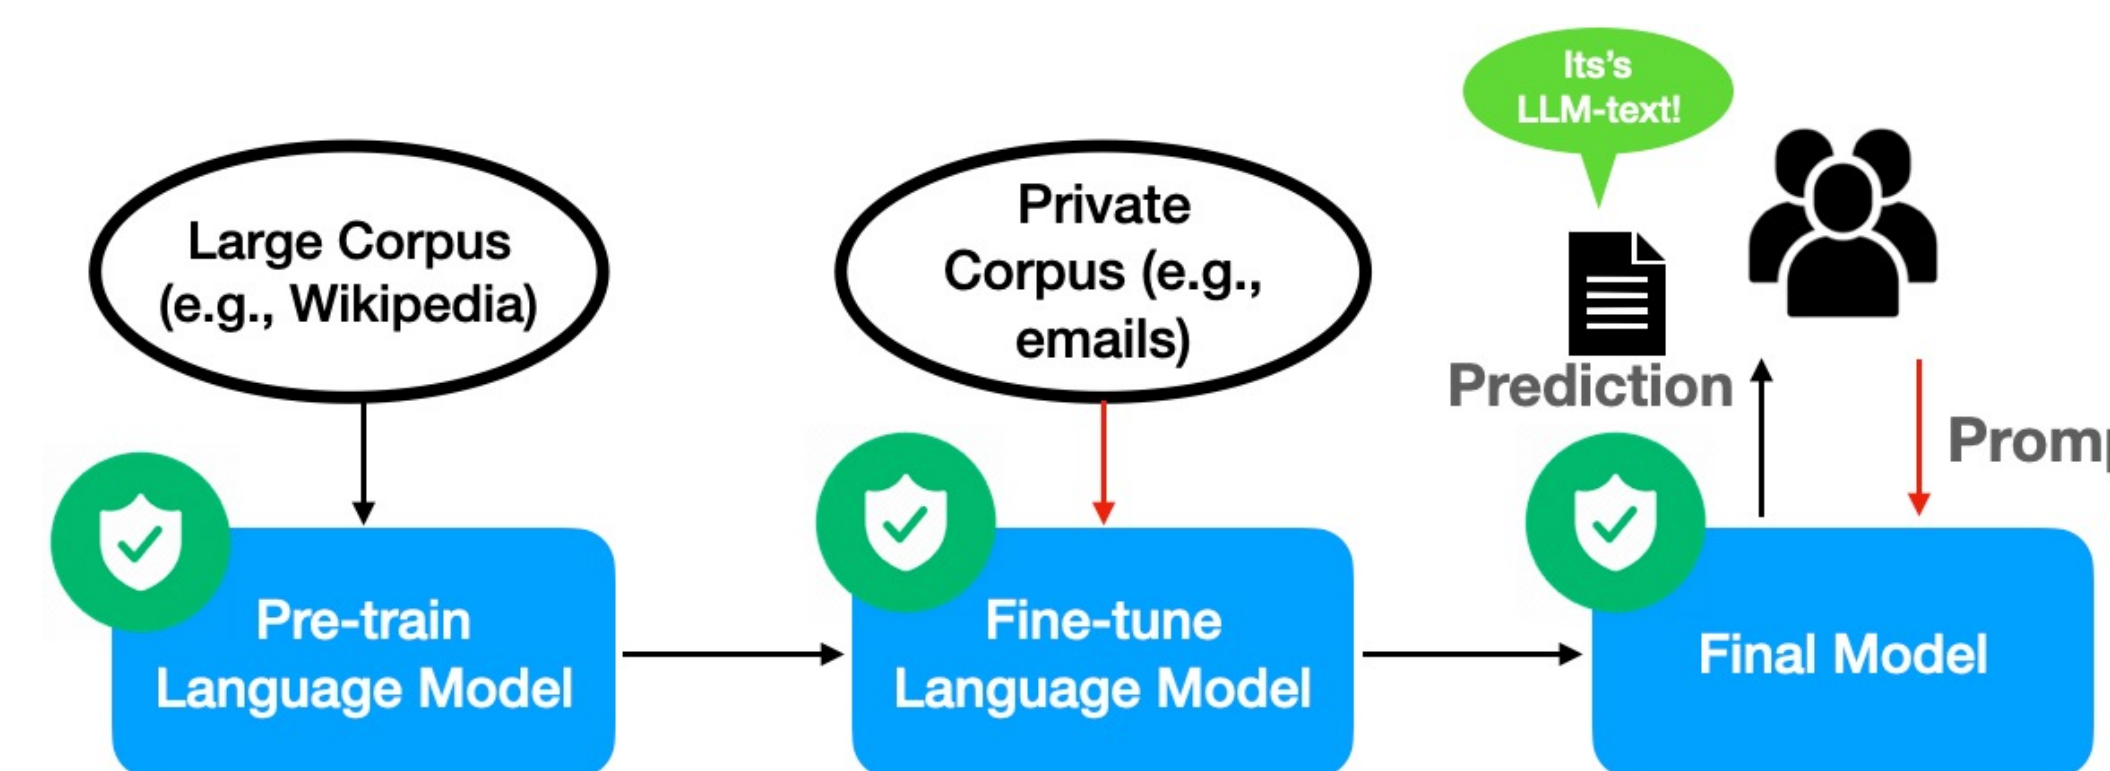 Its's
LLM-text!
Large Corpus
(e.g., Wikipedia)
Private
Corpus (e.g.,
emails)
Prediction
Promp
Pre-train
Language Model
Fine-tune
Language Model
Final Model